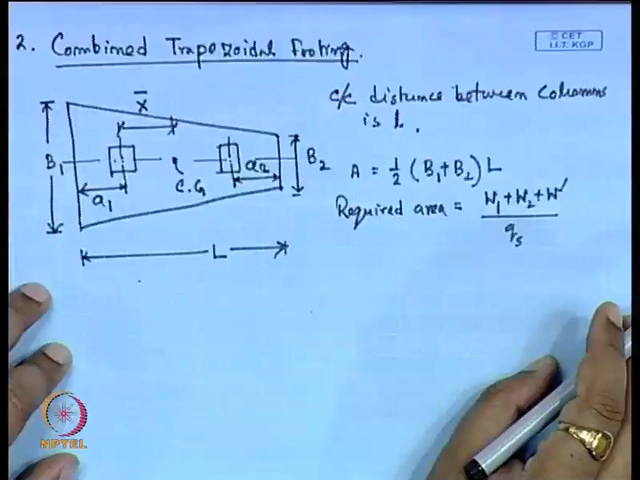 2. Combined Trapezoidal Footing.
© CET
I.I.T. KGP
c/c distance between columns
is l.
x̄
B1
B2
a1
a2
C.G
L
A = 1/2 (B1+B2) L
Required area = W1+W2+W' / qs
NPTEL